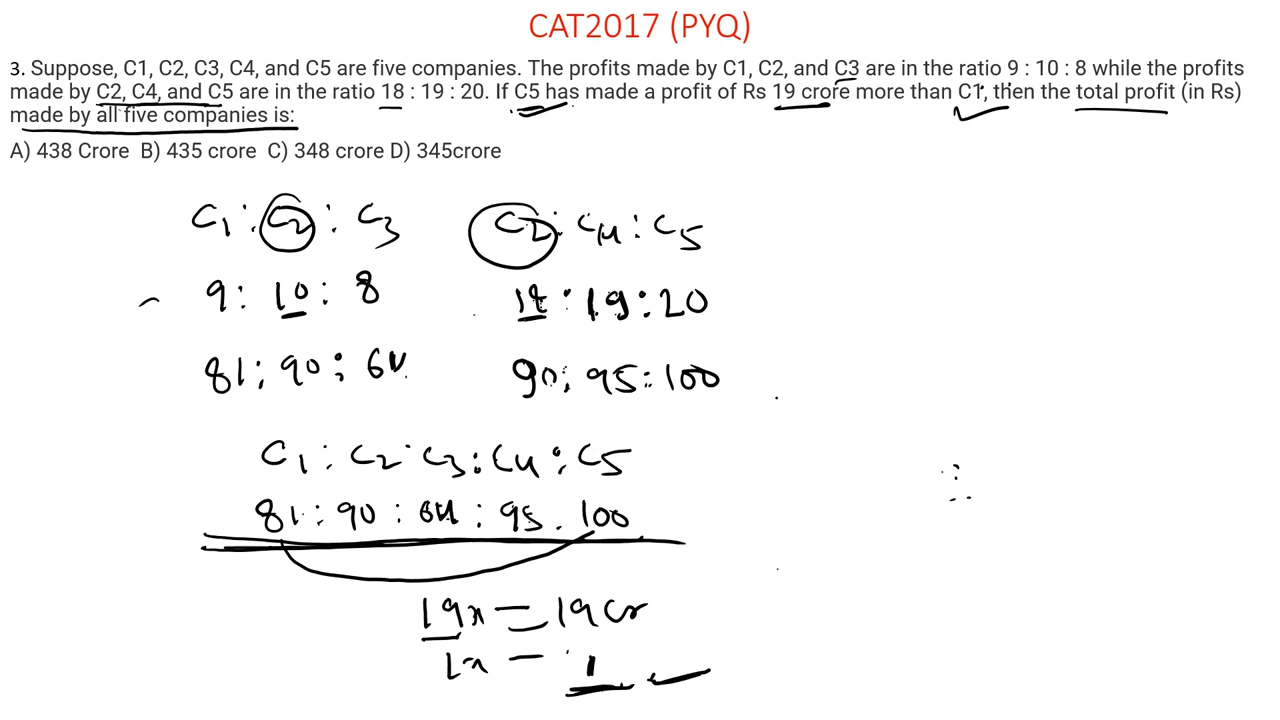 CAT2017 (PYQ)
3. Suppose, C1, C2, C3, C4, and C5 are five companies. The profits made by C1, C2, and C3 are in the ratio 9 : 10 : 8 while the profits
made by C2, C4, and C5 are in the ratio 18 : 19 : 20. If C5 has made a profit of Rs 19 crore more than C1, then the total profit (in Rs)
made by all five companies is:
A) 438 Crore B) 435 crore C) 348 crore D) 345crore
C1 : C2 : C3 C2 : C4 : C5
9 : 10 : 8 18 : 19 : 20
81 : 90 : 64 90 : 95 : 100
C1 : C2 C3 : C4 : C5
81 : 90 : 64 : 95 . 100
19x = 19 Cr
1x = 1